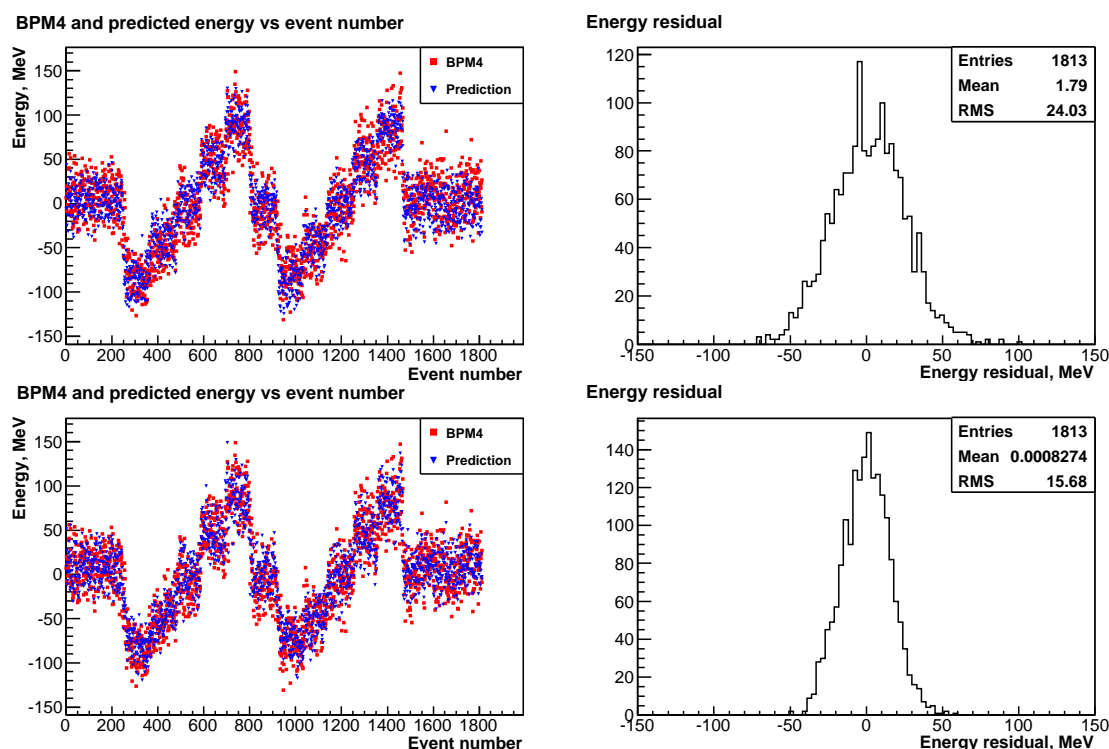 BPM4 and predicted energy vs event number
Energy, MeV
150
100
50
0
-50
-100
-150
0 200 400 600 800 1000 1200 1400 1600 1800
Event number
BPM4
Prediction
Energy residual
120
100
80
60
40
20
0
-150 -100 -50 0 50 100 150
Energy residual, MeV
Entries 1813
Mean 1.79
RMS 24.03
BPM4 and predicted energy vs event number
Energy, MeV
150
100
50
0
-50
-100
-150
0 200 400 600 800 1000 1200 1400 1600 1800
Event number
BPM4
Prediction
Energy residual
140
120
100
80
60
40
20
0
-150 -100 -50 0 50 100 150
Energy residual, MeV
Entries 1813
Mean 0.0008274
RMS 15.68